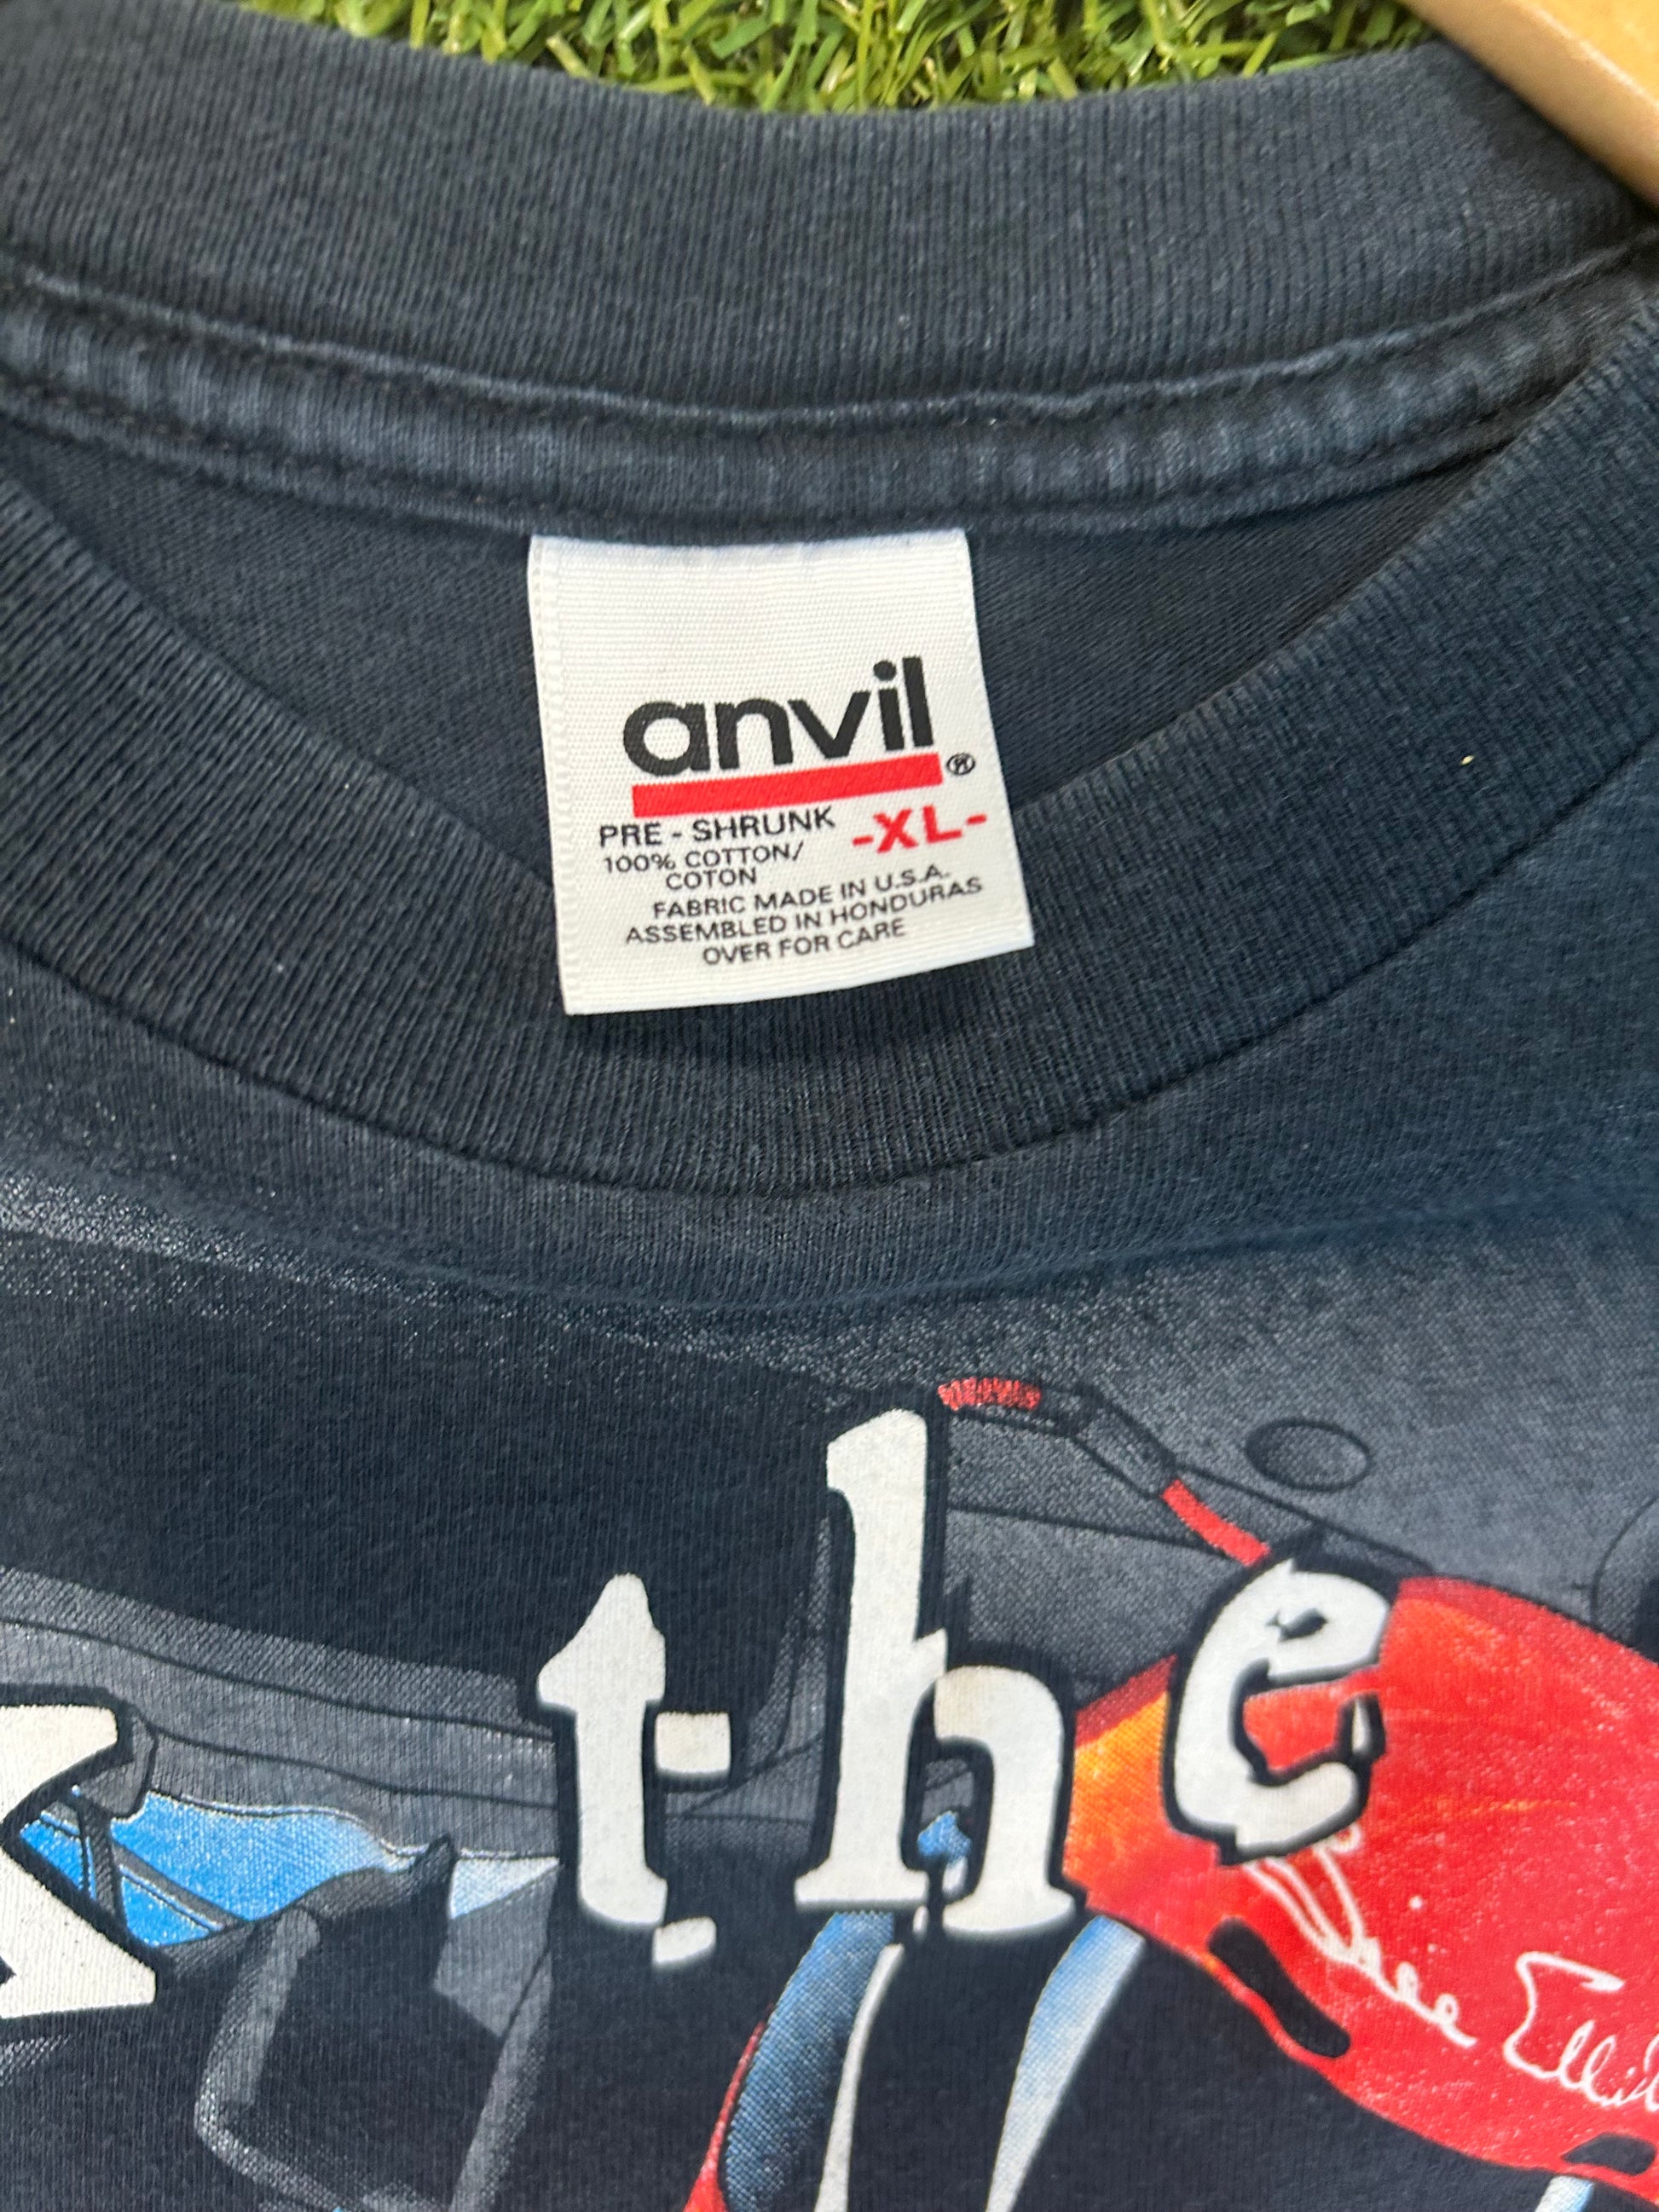 anvil®
PRE - SHRUNK -XL-
100% COTTON/
COTON
FABRIC MADE IN U.S.A.
ASSEMBLED IN HONDURAS
OVER FOR CARE
the